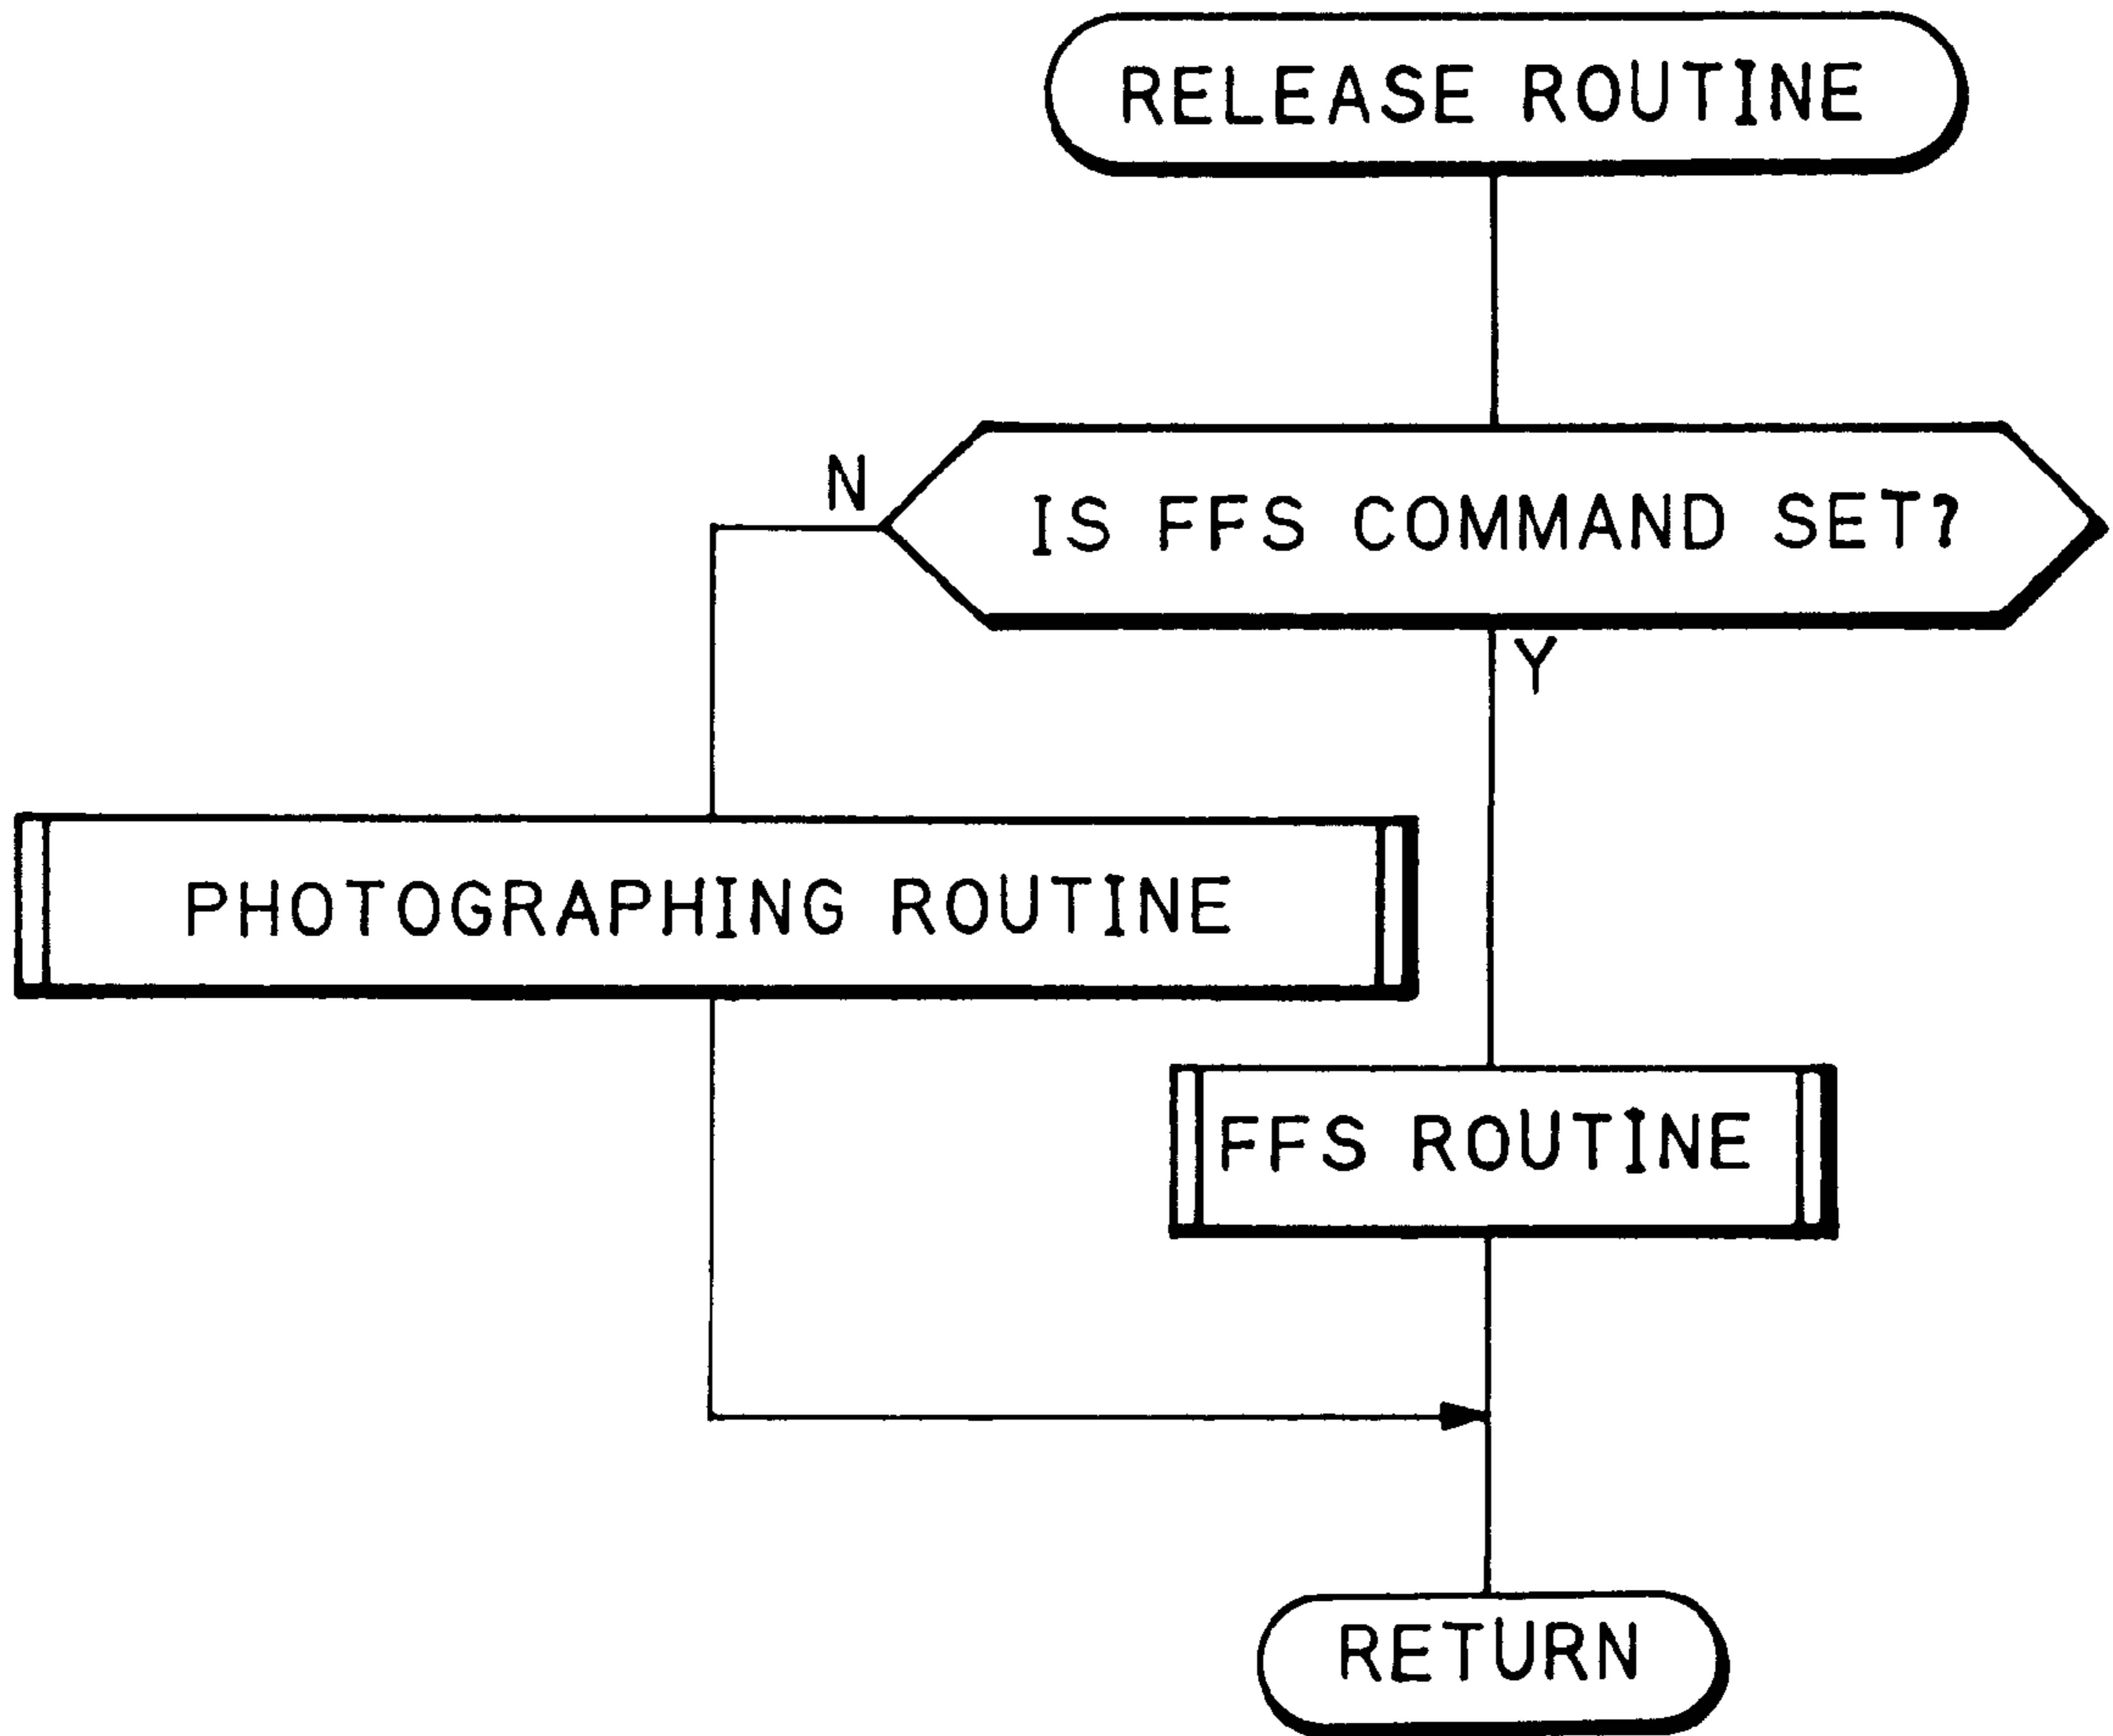 RELEASE ROUTINE
N
IS FFS COMMAND SET?
Y
PHOTOGRAPHING ROUTINE
FFS ROUTINE
RETURN